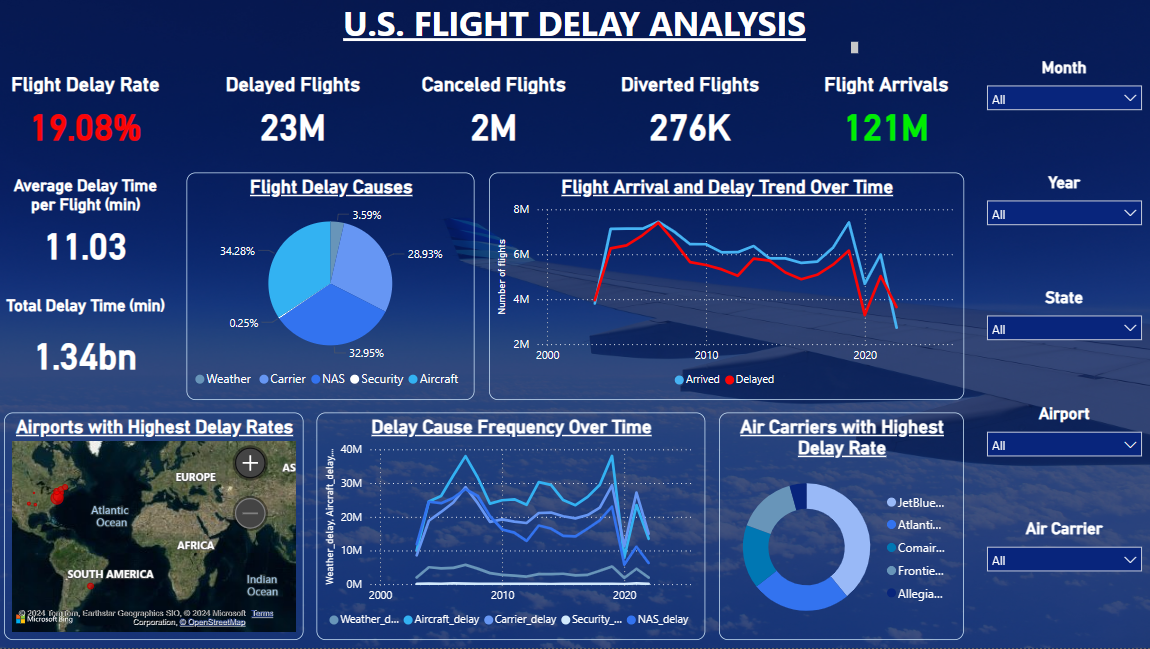 U.S. FLIGHT DELAY ANALYSIS
Flight Delay Rate
19.08%
Delayed Flights
23M
Canceled Flights
2M
Diverted Flights
276K
Flight Arrivals
121M
Month
All
Year
All
State
All
Airport
All
Air Carrier
All
Average Delay Time
per Flight (min)
11.03
Total Delay Time (min)
1.34bn
Flight Delay Causes
3.59%
28.93%
32.95%
0.25%
34.28%
Weather Carrier NAS Security Aircraft
Flight Arrival and Delay Trend Over Time
Number of flights
8M
6M
4M
2M
2000 2010 2020
Arrived Delayed
Airports with Highest Delay Rates
EUROPE
AS
Atlantic
Ocean
AFRICA
SOUTH AMERICA
Indian
Ocean
© 2024 TomTom, Earthstar Geographics SIO, © 2024 Microsoft Corporation, © OpenStreetMap Terms
Microsoft Bing
Delay Cause Frequency Over Time
Weather_delay, Aircraft_delay,...
40M
30M
20M
10M
0M
2000 2010 2020
Weather_d... Aircraft_delay Carrier_delay Security_... NAS_delay
Air Carriers with Highest
Delay Rate
JetBlue...
Atlanti...
Comair...
Frontie...
Allegia...